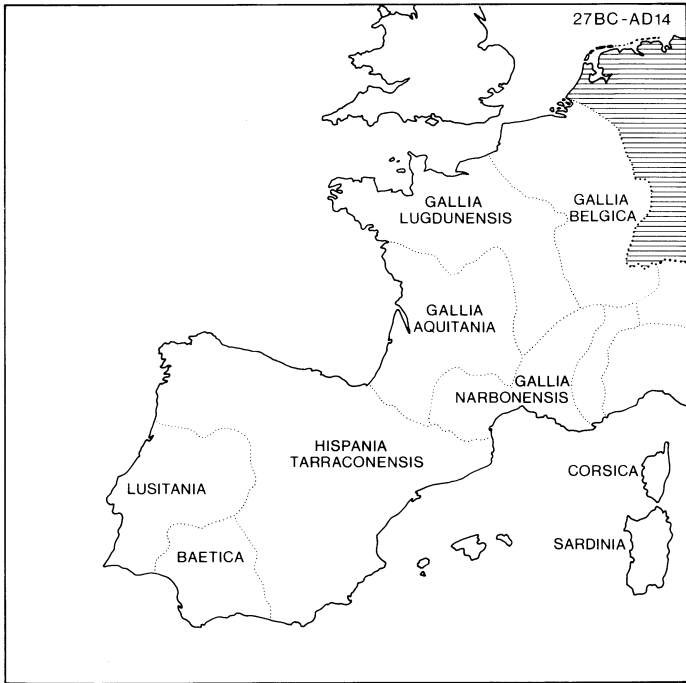 27BC-AD14
GALLIA
LUGDUNENSIS
GALLIA
BELGICA
GALLIA
AQUITANIA
GALLIA
NARBONENSIS
HISPANIA
TARRACONENSIS
CORSICA
LUSITANIA
SARDINIA
BAETICA